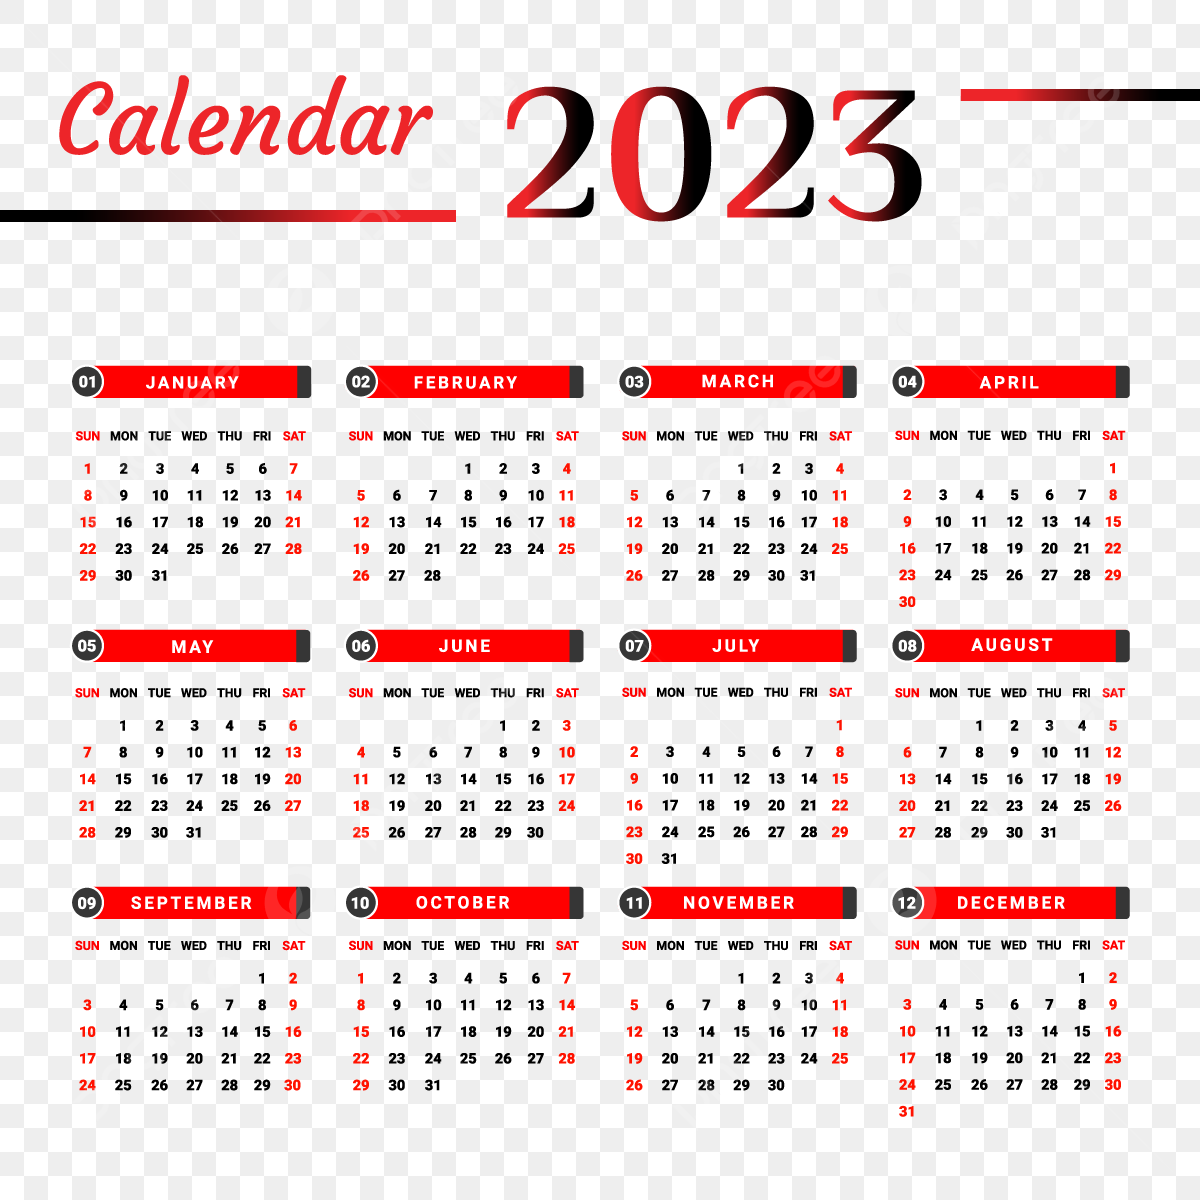 Calendar 2023
01 JANUARY
SUN MON TUE WED THU FRI SAT
1 2 3 4 5 6 7
8 9 10 11 12 13 14
15 16 17 18 19 20 21
22 23 24 25 26 27 28
29 30 31
02 FEBRUARY
SUN MON TUE WED THU FRI SAT
1 2 3 4
5 6 7 8 9 10 11
12 13 14 15 16 17 18
19 20 21 22 23 24 25
26 27 28
03 MARCH
SUN MON TUE WED THU FRI SAT
1 2 3 4
5 6 7 8 9 10 11
12 13 14 15 16 17 18
19 20 21 22 23 24 25
26 27 28 29 30 31
04 APRIL
SUN MON TUE WED THU FRI SAT
1
2 3 4 5 6 7 8
9 10 11 12 13 14 15
16 17 18 19 20 21 22
23 24 25 26 27 28 29
30
05 MAY
SUN MON TUE WED THU FRI SAT
1 2 3 4 5 6
7 8 9 10 11 12 13
14 15 16 17 18 19 20
21 22 23 24 25 26 27
28 29 30 31
06 JUNE
SUN MON TUE WED THU FRI SAT
1 2 3
4 5 6 7 8 9 10
11 12 13 14 15 16 17
18 19 20 21 22 23 24
25 26 27 28 29 30
07 JULY
SUN MON TUE WED THU FRI SAT
1
2 3 4 5 6 7 8
9 10 11 12 13 14 15
16 17 18 19 20 21 22
23 24 25 26 27 28 29
30 31
08 AUGUST
SUN MON TUE WED THU FRI SAT
1 2 3 4 5
6 7 8 9 10 11 12
13 14 15 16 17 18 19
20 21 22 23 24 25 26
27 28 29 30 31
09 SEPTEMBER
SUN MON TUE WED THU FRI SAT
1 2
3 4 5 6 7 8 9
10 11 12 13 14 15 16
17 18 19 20 21 22 23
24 25 26 27 28 29 30
10 OCTOBER
SUN MON TUE WED THU FRI SAT
1 2 3 4 5 6 7
8 9 10 11 12 13 14
15 16 17 18 19 20 21
22 23 24 25 26 27 28
29 30 31
11 NOVEMBER
SUN MON TUE WED THU FRI SAT
1 2 3 4
5 6 7 8 9 10 11
12 13 14 15 16 17 18
19 20 21 22 23 24 25
26 27 28 29 30
12 DECEMBER
SUN MON TUE WED THU FRI SAT
1 2
3 4 5 6 7 8 9
10 11 12 13 14 15 16
17 18 19 20 21 22 23
24 25 26 27 28 29 30
31